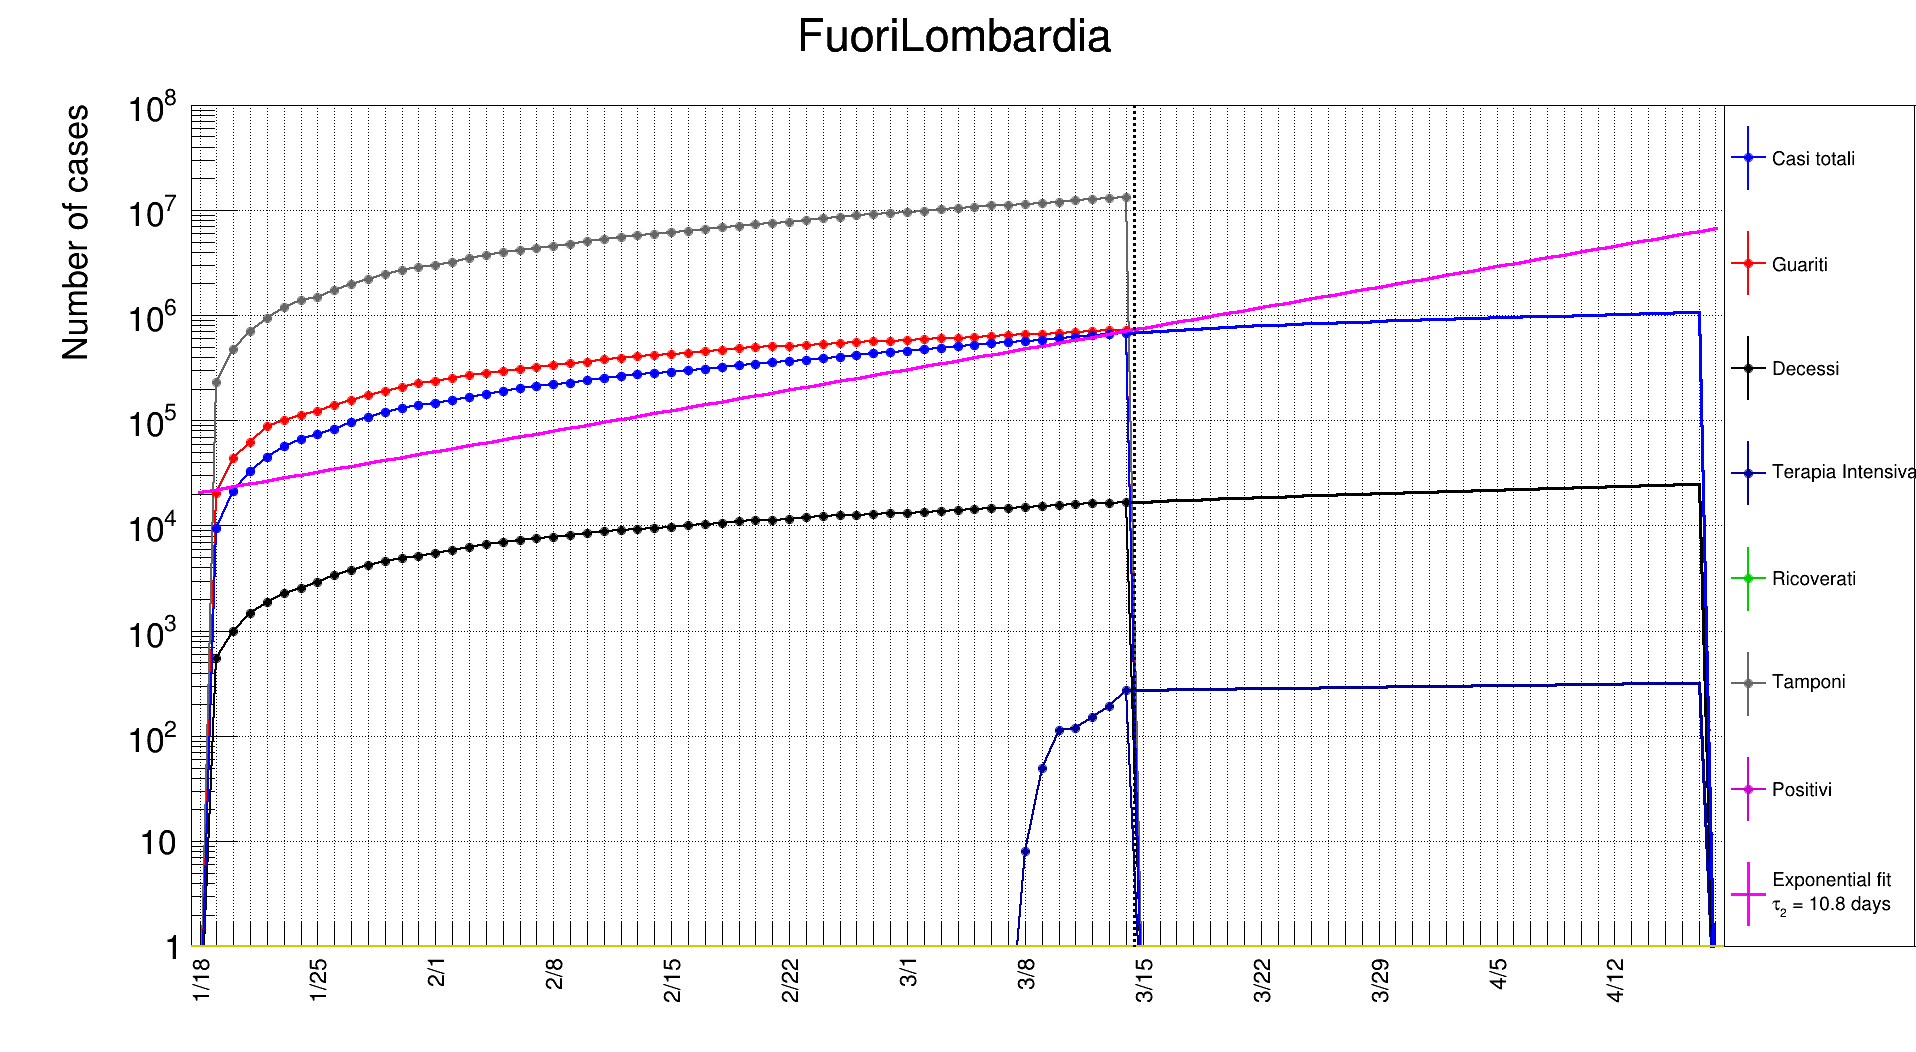 FuoriLombardia
Number of cases
10^8
10^7
10^6
10^5
10^4
10^3
10^2
10
1
1/18
1/25
2/1
2/8
2/15
2/22
3/1
3/8
3/15
3/22
3/29
4/5
4/12
Casi totali
Guariti
Decessi
Terapia Intensiva
Ricoverati
Tamponi
Positivi
Exponential fit
τ₂ = 10.8 days